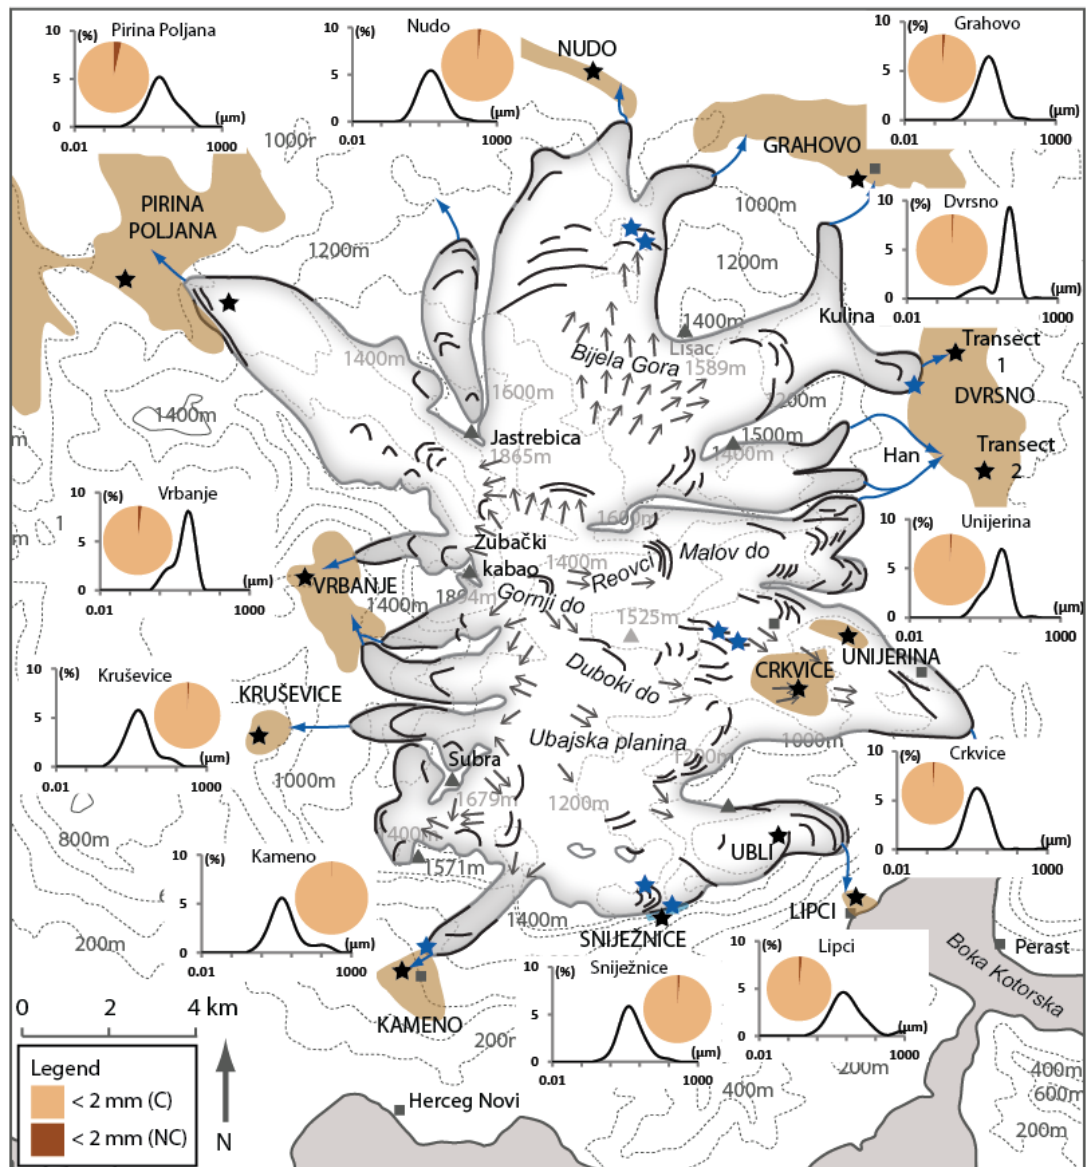 10
(%)
Pirina Poljana
5
0
(µm)
0.01
1000
10
(%)
Nudo
5
0
(µm)
0.01
1000
10
(%)
Grahovo
5
0
(µm)
0.01
1000
NUDO
1000r
GRAHOVO
PIRINA
POLJANA
1000m
1200m
1200m
10
(%)
Dvrsno
5
0
(µm)
0.01
1000
Kulina
1400m
Lisac
1589m
Bijela Gora
Transect
1
DVRSNO
Transect
2
1400m
1400m
1600m
1200m
1500m
1400m
Han
Jastrebica
1865m
m
1
m
10
(%)
Vrbanje
5
0
(µm)
0.01
1000
1600m
Zubački
kabao
1894m
1400m
Reovci
Malov do
Gornji do
VRBANJE
1400m
1525m
10
(%)
Unijerina
5
0
(µm)
0.01
1000
UNIJERINA
CRKVICE
Duboki do
10
(%)
Kruševice
5
0
(µm)
0.01
1000
KRUŠEVICE
Ubajska planina
1000m
1200m
1000m
Subra
1679m
1200m
10
(%)
Crkvice
5
0
(µm)
0.01
1000
800m
1400m
1571m
UBLI
10
(%)
Kameno
5
0
(µm)
0.01
1000
200m
1400m
SNIJEŽNICE
LIPCI
Perast
Boka Kotorska
10
(%)
Sniježnice
5
0
(µm)
0.01
1000
10
(%)
Lipci
5
0
(µm)
0.01
1000
KAMENO
200r
200m
400m
400m
600m
200m
0
2
4 km
Legend
< 2 mm (C)
< 2 mm (NC)
N
Herceg Novi